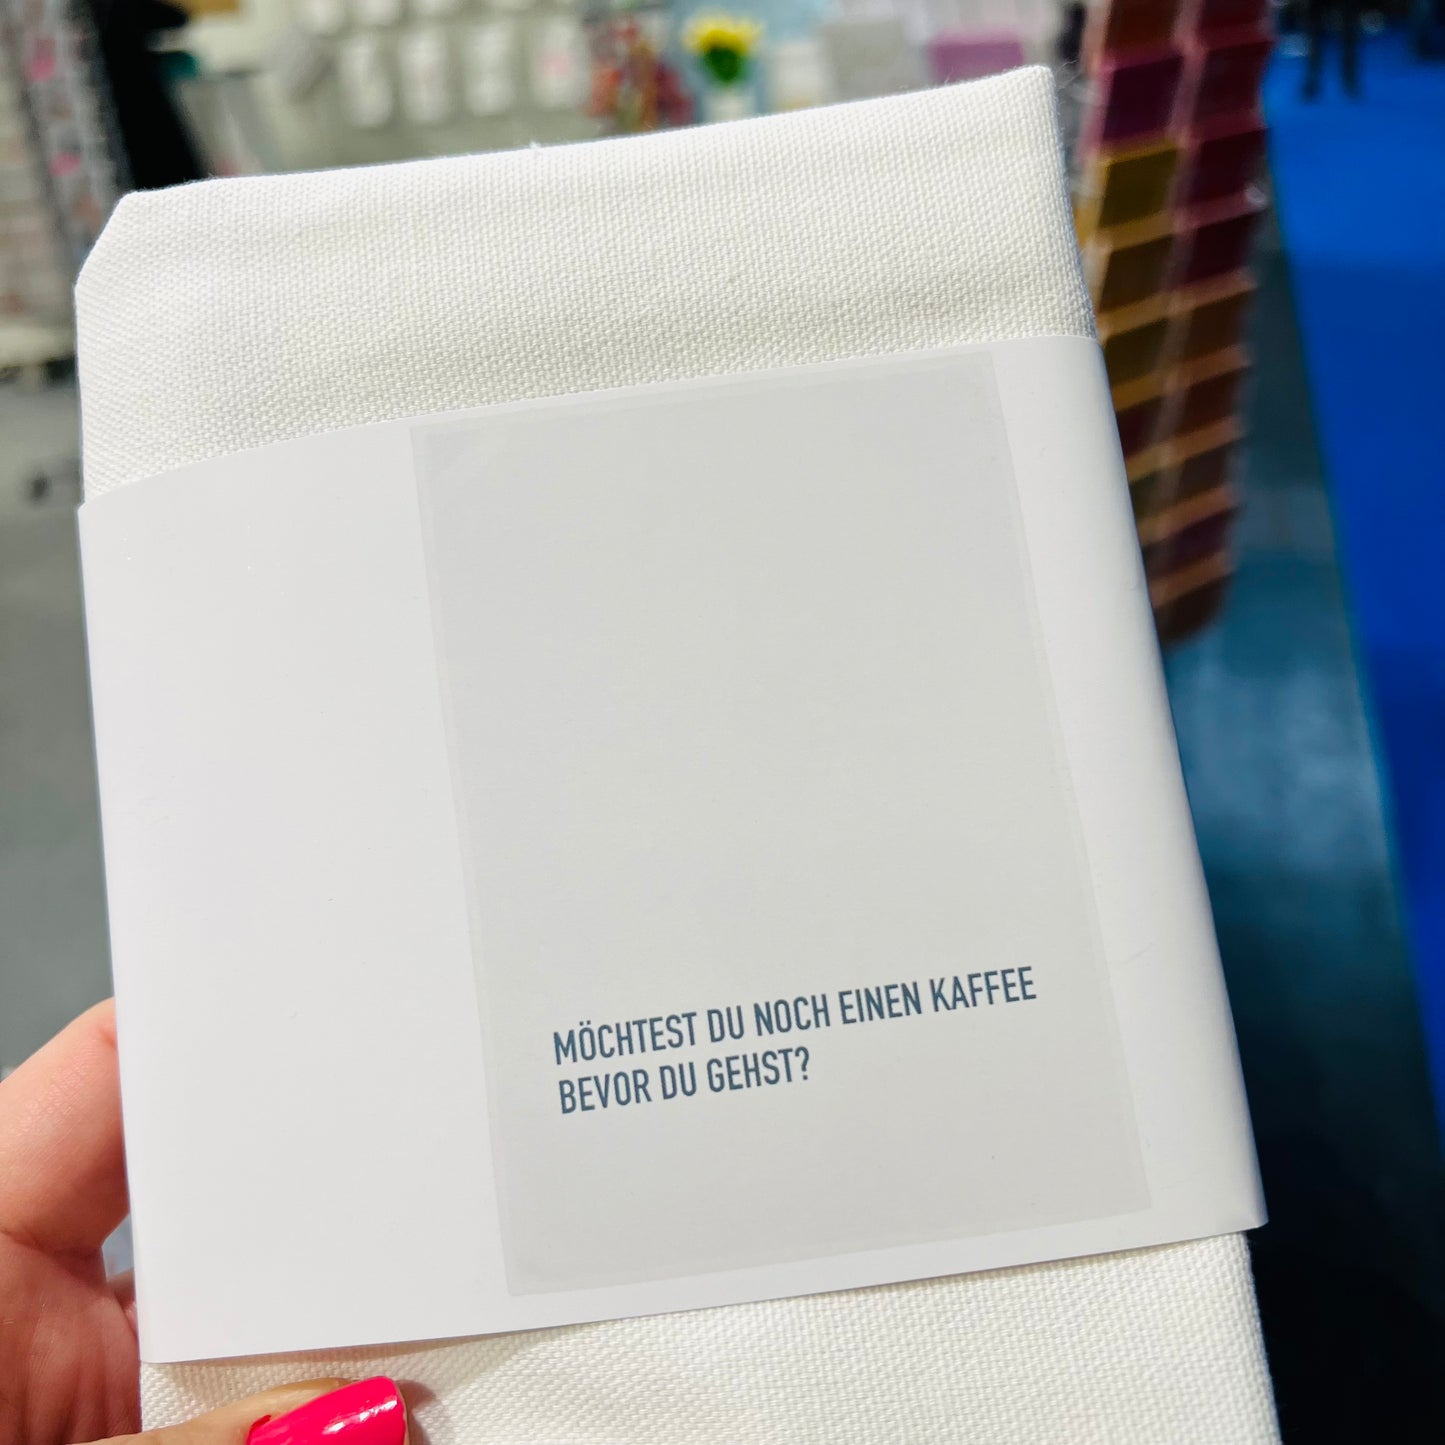 MÖCHTEST DU NOCH EINEN KAFFEE
BEVOR DU GEHST?